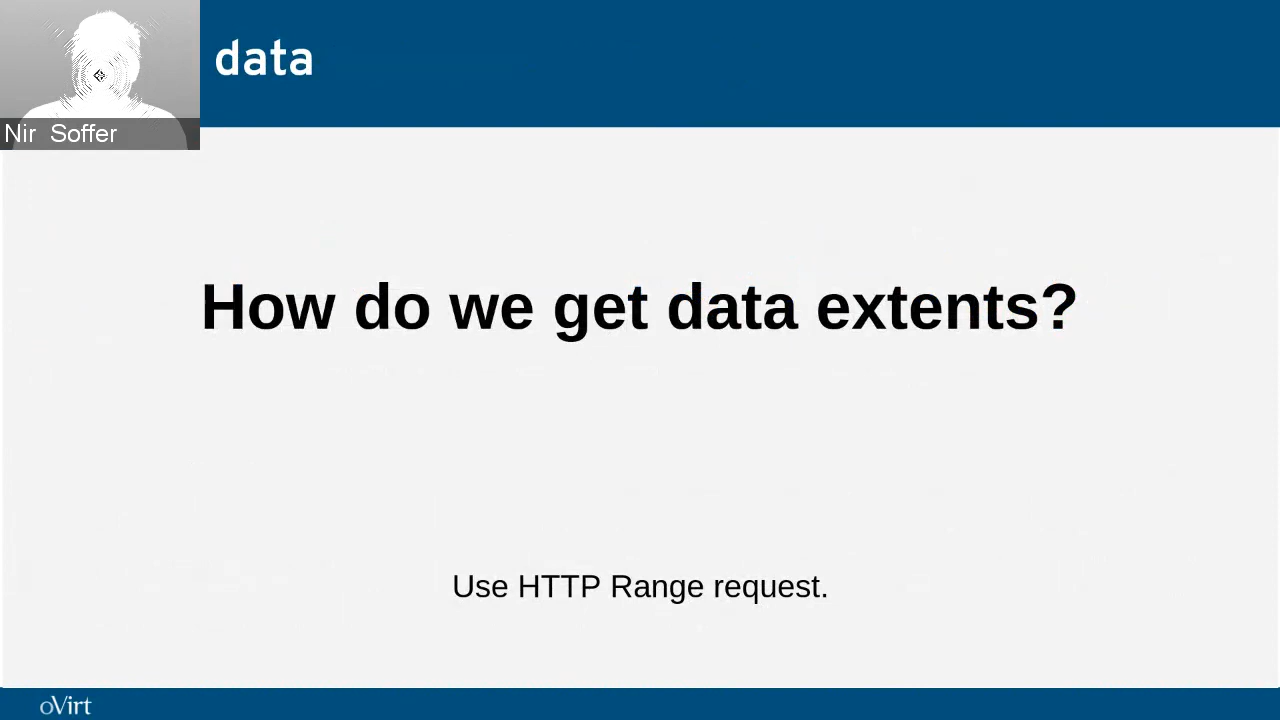 data
Nir Soffer
How do we get data extents?
Use HTTP Range request.
oVirt